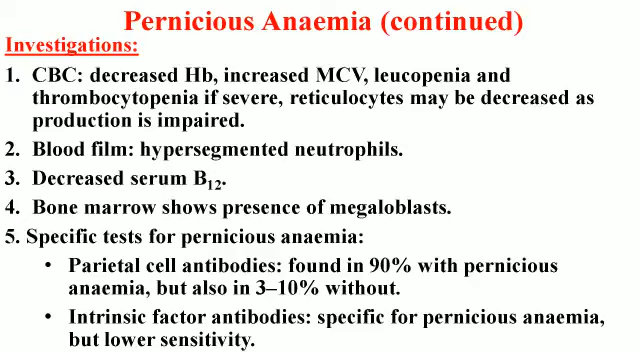 Pernicious Anaemia (continued)
Investigations:
1. CBC: decreased Hb, increased MCV, leucopenia and
thrombocytopenia if severe, reticulocytes may be decreased as
production is impaired.
2. Blood film: hypersegmented neutrophils.
3. Decreased serum B₁₂.
4. Bone marrow shows presence of megaloblasts.
5. Specific tests for pernicious anaemia:
• Parietal cell antibodies: found in 90% with pernicious
anaemia, but also in 3–10% without.
• Intrinsic factor antibodies: specific for pernicious anaemia,
but lower sensitivity.